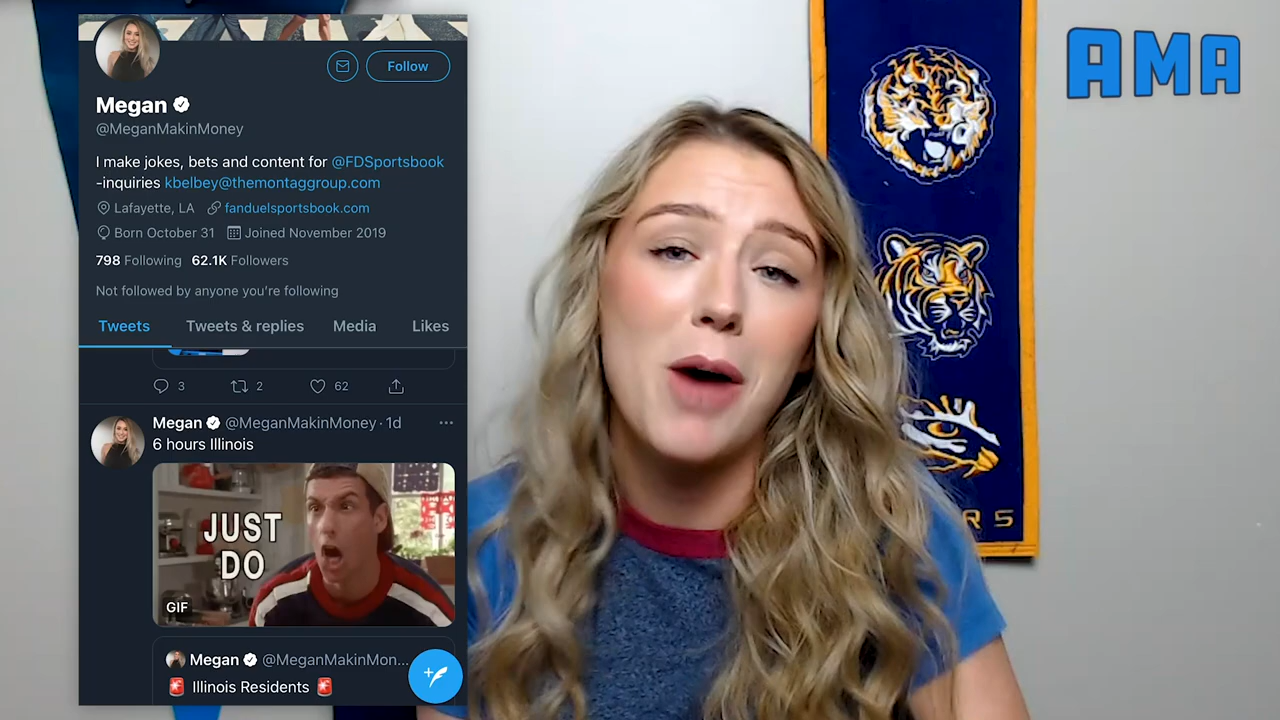 AMA
Follow
Megan
@MeganMakinMoney
I make jokes, bets and content for @FDSportsbook
-inquiries kbelbey@themontaggroup.com
Lafayette, LA fanduelsportsbook.com
Born October 31 Joined November 2019
798 Following 62.1K Followers
Not followed by anyone you're following
Tweets Tweets & replies Media Likes
3 2 62
Megan @MeganMakinMoney · 1d ...
6 hours Illinois
JUST
DO
GIF
Megan @MeganMakinMon...
🚨 Illinois Residents 🚨
RS